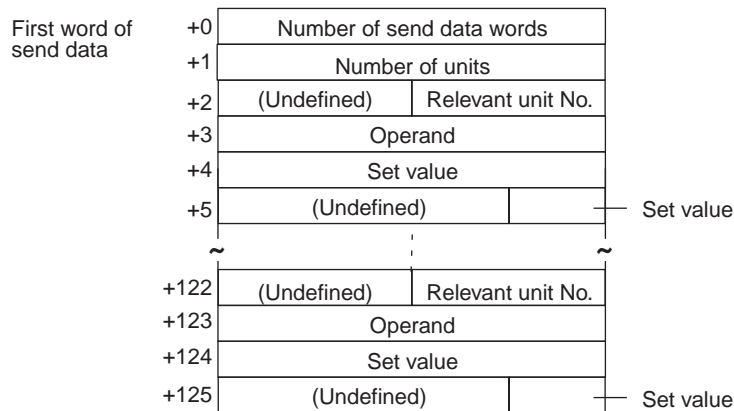 First word of
send data
+0 Number of send data words
+1 Number of units
+2 (Undefined) Relevant unit No.
+3 Operand
+4 Set value
+5 (Undefined) Set value
~ ~
+122 (Undefined) Relevant unit No.
+123 Operand
+124 Set value
+125 (Undefined) Set value